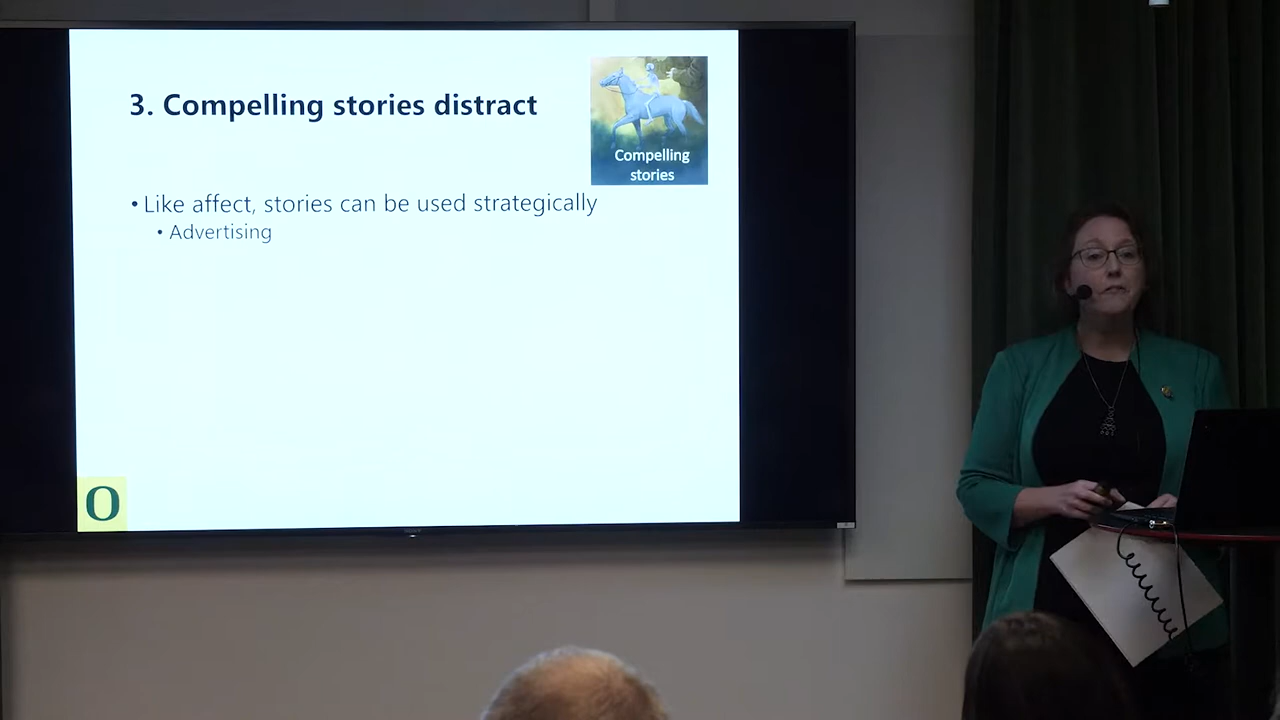 3. Compelling stories distract
Compelling
stories
• Like affect, stories can be used strategically
• Advertising
O